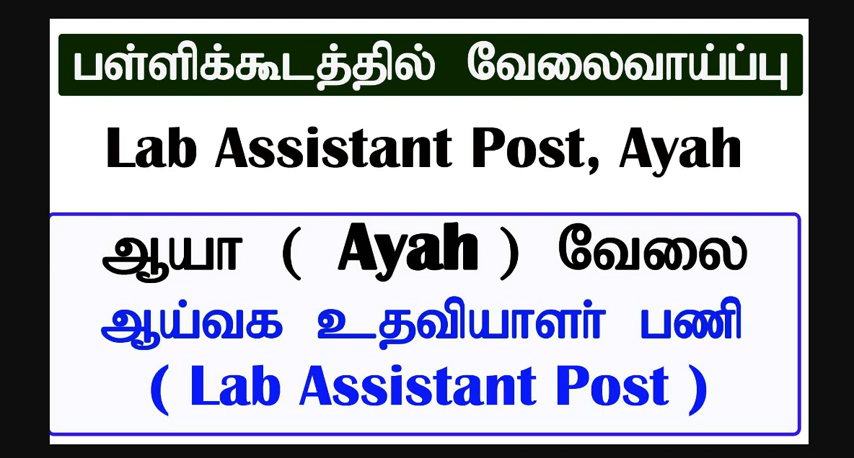 பள்ளிக்கூடத்தில் வேலைவாய்ப்பு
Lab Assistant Post, Ayah
ஆயா ( Ayah ) வேலை
ஆய்வக உதவியாளர் பணி
( Lab Assistant Post )